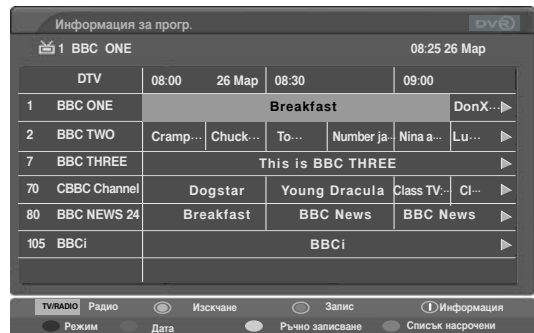 Информация за прогр.
DVR
1 BBC ONE 08:25 26 Мар
DTV 08:00 26 Мар 08:30 09:00
1 BBC ONE Breakfast DonX...
2 BBC TWO Cramp... Chuck... To... Number ja.. Nina a... Lu...
7 BBC THREE This is BBC THREE
70 CBBC Channel Dogstar Young Dracula Class TV:... Cl...
80 BBC NEWS 24 Breakfast BBC News BBC News
105 BBCi BBCi
TV/RADIO Радио Изскчане Запис i Информация
Режим Дата Ръчно записване Списък насрочени